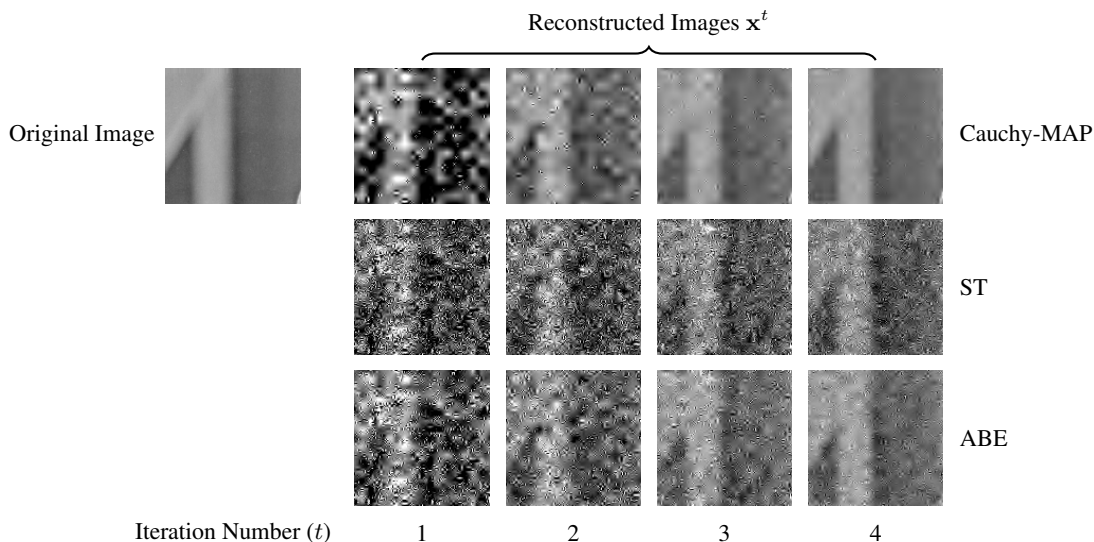 Reconstructed Images x^t
Original Image
Cauchy-MAP
ST
ABE
Iteration Number (t) 1 2 3 4